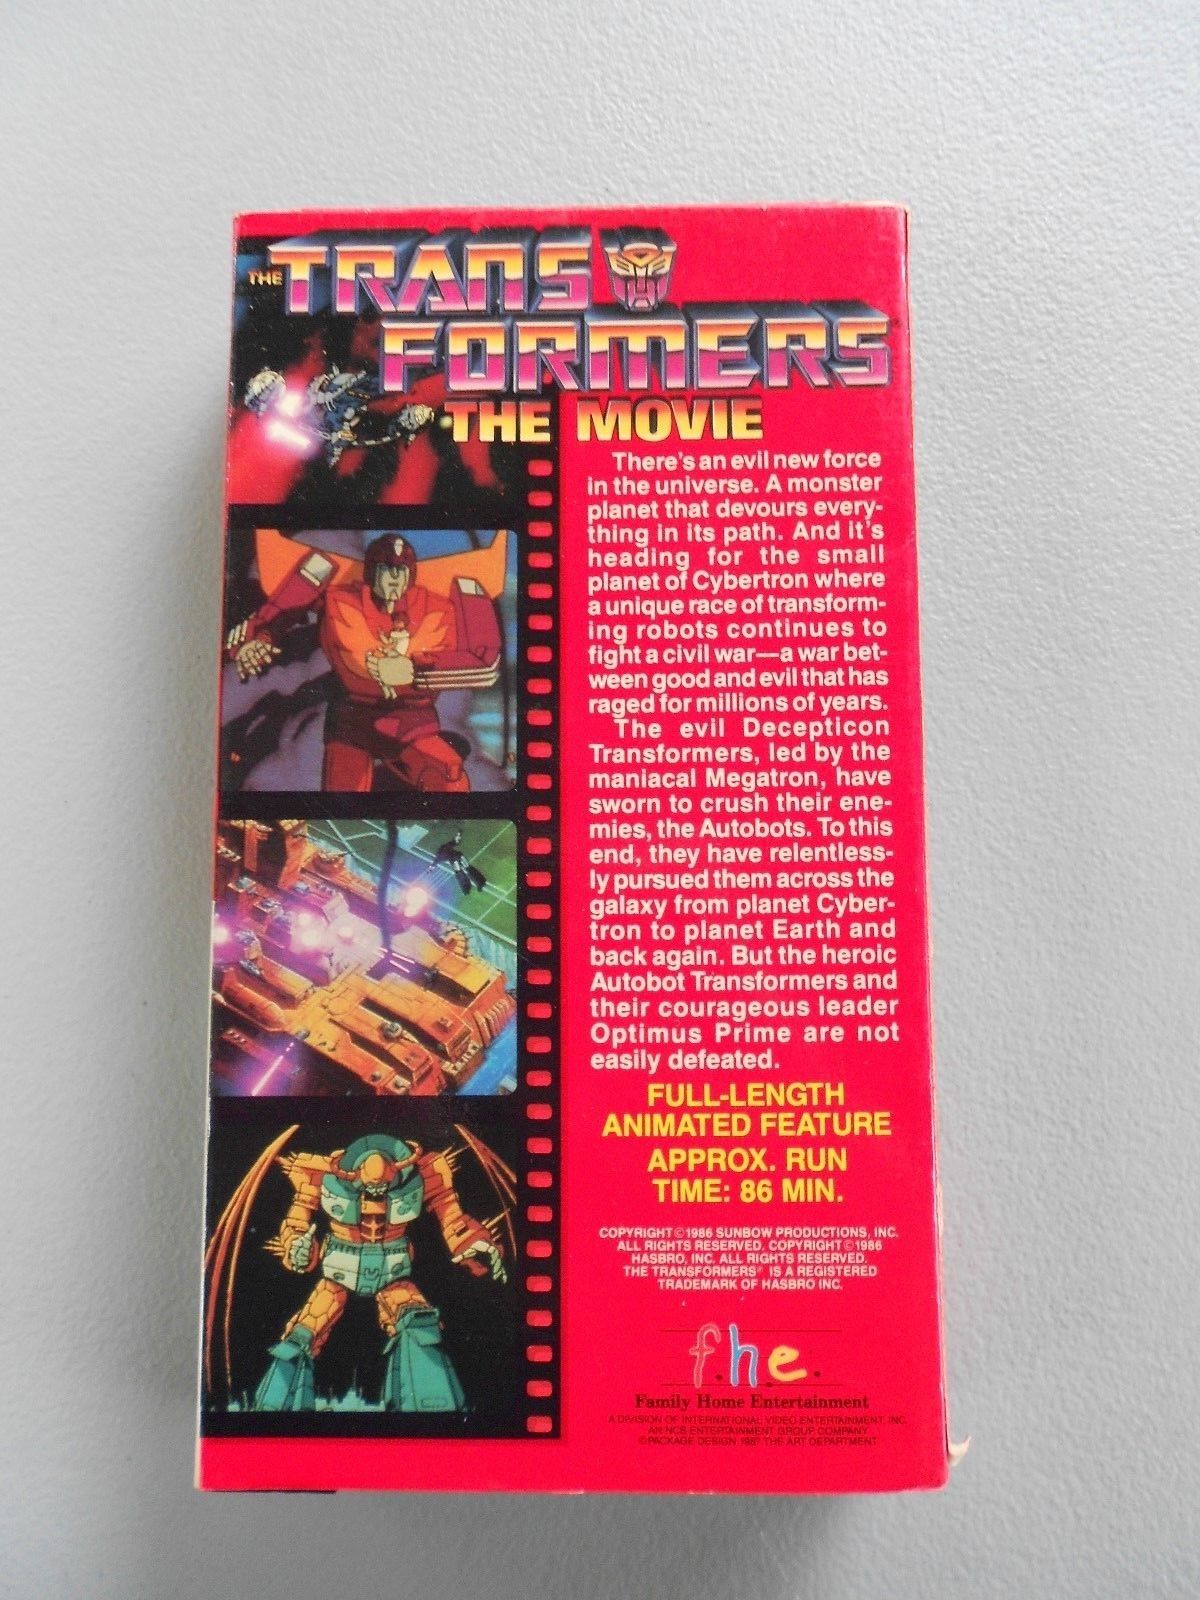 THE TRANS
FORMERS
THE MOVIE
There's an evil new force
in the universe. A monster
planet that devours every-
thing in its path. And it's
heading for the small
planet of Cybertron where
a unique race of transform-
ing robots continues to
fight a civil war—a war bet-
ween good and evil that has
raged for millions of years.
The evil Decepticon
Transformers, led by the
maniacal Megatron, have
sworn to crush their ene-
mies, the Autobots. To this
end, they have relentless-
ly pursued them across the
galaxy from planet Cyber-
tron to planet Earth and
back again. But the heroic
Autobot Transformers and
their courageous leader
Optimus Prime are not
easily defeated.
FULL-LENGTH
ANIMATED FEATURE
APPROX. RUN
TIME: 86 MIN.
COPYRIGHT © 1986 SUNBOW PRODUCTIONS, INC.
ALL RIGHTS RESERVED. COPYRIGHT © 1986
HASBRO, INC. ALL RIGHTS RESERVED.
THE TRANSFORMERS® IS A REGISTERED
TRADEMARK OF HASBRO INC.
f.h.e.
Family Home Entertainment
A DIVISION OF INTERNATIONAL VIDEO ENTERTAINMENT, INC.
AN NCB ENTERTAINMENT GROUP COMPANY
© PACKAGE DESIGN 1987 THE ART DEPARTMENT